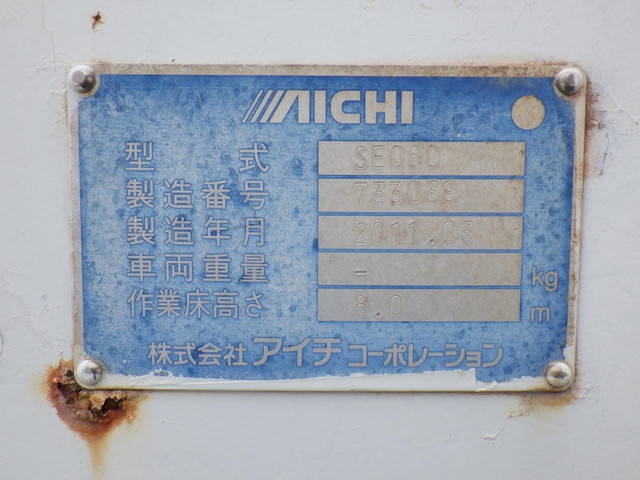 AICHI
型式 SE08C
製造番号 733038
製造年月 2011.03
車両重量 - kg
作業床高さ 8.0 m
株式会社アイチコーポレーション